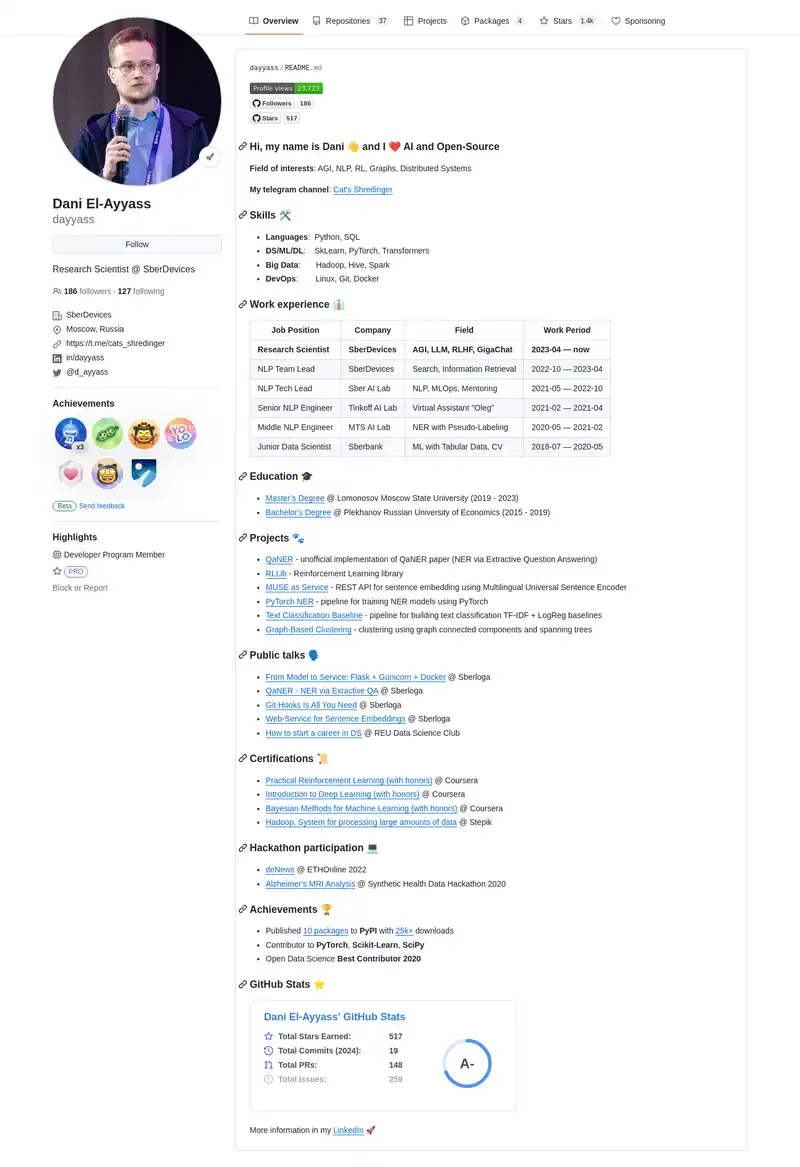 Overview
Repositories 37
Projects
Packages 4
Stars 1.4k
Sponsoring
Dani El-Ayyass
dayyass
Follow
Research Scientist @ SberDevices
186 followers · 127 following
SberDevices
Moscow, Russia
https://t.me/cats_shredinger
in/dayyass
@d_ayyass
Achievements
x3
YOLO
Beta Send feedback
Highlights
Developer Program Member
PRO
Block or Report
dayyass / README.md
Profile views 23,723
Followers 186
Stars 517
Hi, my name is Dani 👋 and I ❤️ AI and Open-Source
Field of interests: AGI, NLP, RL, Graphs, Distributed Systems
My telegram channel: Cat's Shredinger
Skills 🛠️
Languages: Python, SQL
DS/ML/DL: SkLearn, PyTorch, Transformers
Big Data: Hadoop, Hive, Spark
DevOps: Linux, Git, Docker
Work experience 👔
Job Position Company Field Work Period
Research Scientist SberDevices AGI, LLM, RLHF, GigaChat 2023-04 — now
NLP Team Lead SberDevices Search, Information Retrieval 2022-10 — 2023-04
NLP Tech Lead Sber AI Lab NLP, MLOps, Mentoring 2021-05 — 2022-10
Senior NLP Engineer Tinkoff AI Lab Virtual Assistant "Oleg" 2021-02 — 2021-04
Middle NLP Engineer MTS AI Lab NER with Pseudo-Labeling 2020-05 — 2021-02
Junior Data Scientist Sberbank ML with Tabular Data, CV 2018-07 — 2020-05
Education 🎓
Master's Degree @ Lomonosov Moscow State University (2019 - 2023)
Bachelor's Degree @ Plekhanov Russian University of Economics (2015 - 2019)
Projects 🐾
QaNER - unofficial implementation of QaNER paper (NER via Extractive Question Answering)
RLLib - Reinforcement Learning library
MUSE as Service - REST API for sentence embedding using Multilingual Universal Sentence Encoder
PyTorch NER - pipeline for training NER models using PyTorch
Text Classification Baseline - pipeline for building text classification TF-IDF + LogReg baselines
Graph-Based Clustering - clustering using graph connected components and spanning trees
Public talks 🗣️
From Model to Service: Flask + Gunicorn + Docker @ Sberloga
QaNER - NER via Exractive QA @ Sberloga
Git Hooks Is All You Need @ Sberloga
Web-Service for Sentence Embeddings @ Sberloga
How to start a career in DS @ REU Data Science Club
Certifications 📜
Practical Reinforcement Learning (with honors) @ Coursera
Introduction to Deep Learning (with honors) @ Coursera
Bayesian Methods for Machine Learning (with honors) @ Coursera
Hadoop. System for processing large amounts of data @ Stepik
Hackathon participation 💻
deNews @ ETHOnline 2022
Alzheimer's MRI Analysis @ Synthetic Health Data Hackathon 2020
Achievements 🏆
Published 10 packages to PyPI with 25k+ downloads
Contributor to PyTorch, Scikit-Learn, SciPy
Open Data Science Best Contributor 2020
GitHub Stats ⭐
Dani El-Ayyass' GitHub Stats
Total Stars Earned: 517
Total Commits (2024): 19
Total PRs: 148
Total Issues: 259
A-
More information in my LinkedIn 🚀